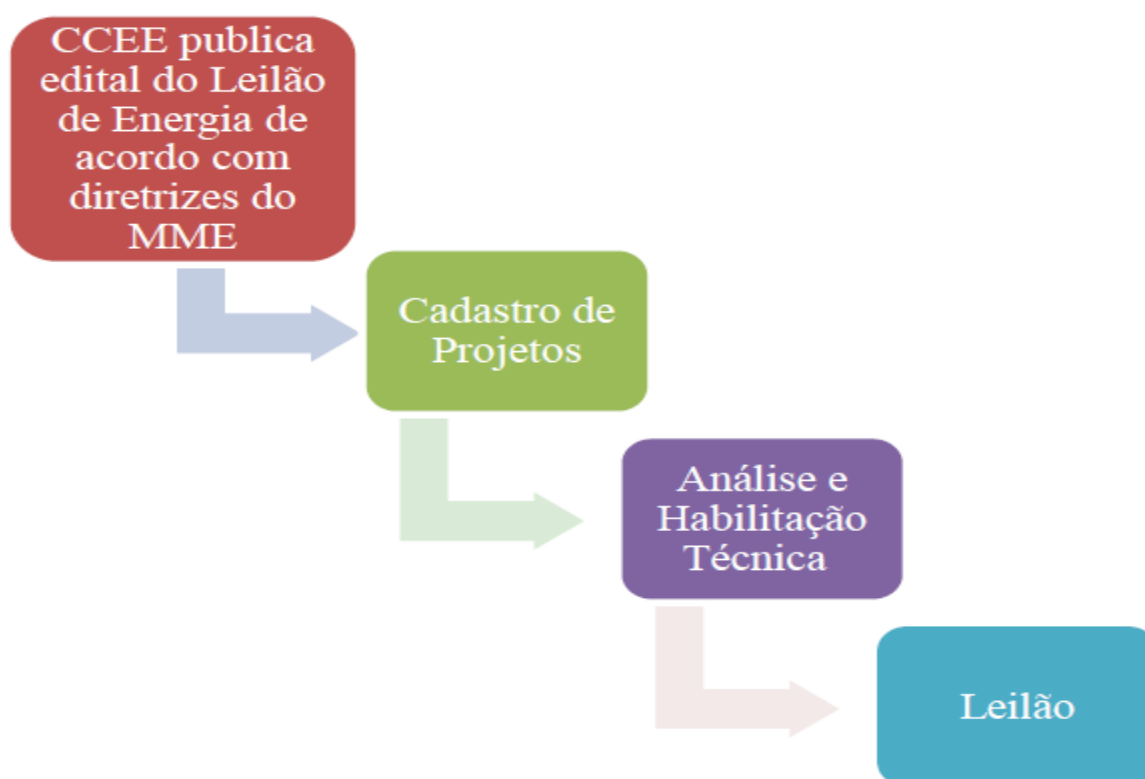 CCEE publica
edital do Leilão
de Energia de
acordo com
diretrizes do
MME
Cadastro de
Projetos
Análise e
Habilitação
Técnica
Leilão